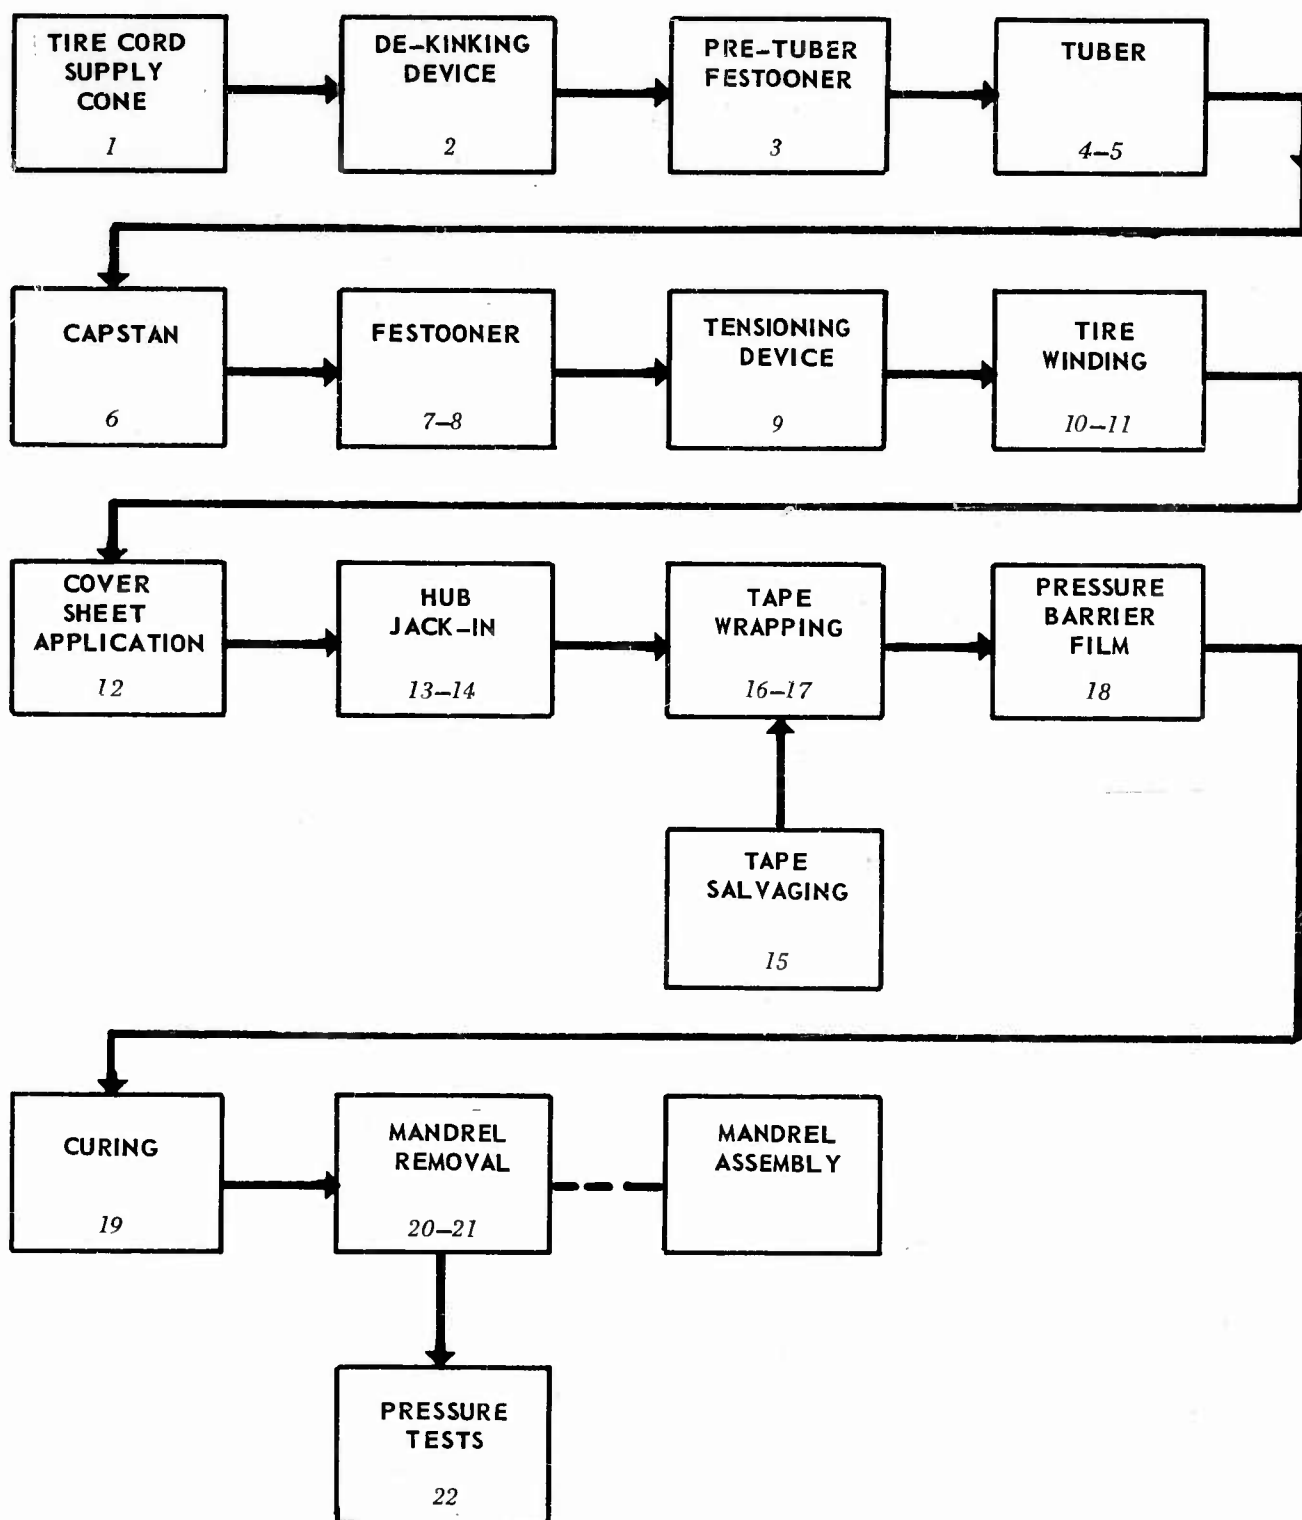 TIRE CORD
SUPPLY
CONE
1
DE-KINKING
DEVICE
2
PRE-TUBER
FESTOONER
3
TUBER
4-5
CAPSTAN
6
FESTOONER
7-8
TENSIONING
DEVICE
9
TIRE
WINDING
10-11
COVER
SHEET
APPLICATION
12
HUB
JACK-IN
13-14
TAPE
WRAPPING
16-17
PRESSURE
BARRIER
FILM
18
TAPE
SALVAGING
15
CURING
19
MANDREL
REMOVAL
20-21
MANDREL
ASSEMBLY
PRESSURE
TESTS
22